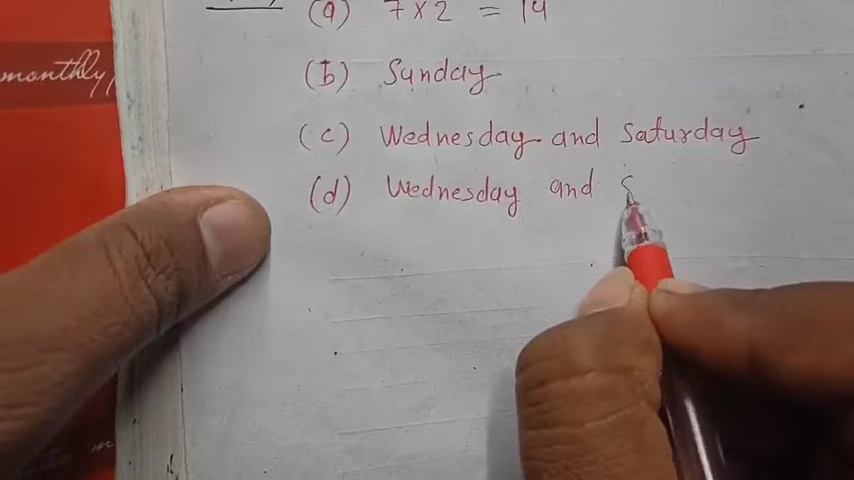 (a) 7 × 2 = 14
(b) Sunday
(c) Wednesday and Saturday
(d) Wednesday and S
monthly